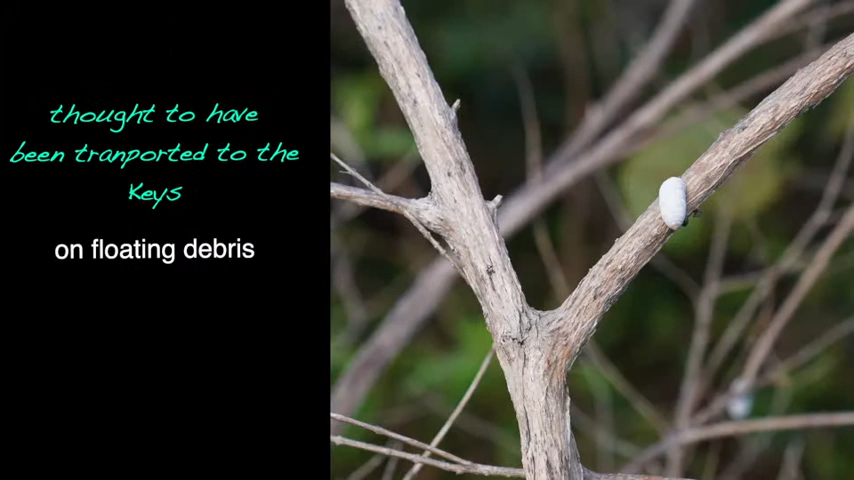 thought to have
been tranported to the
Keys
on floating debris